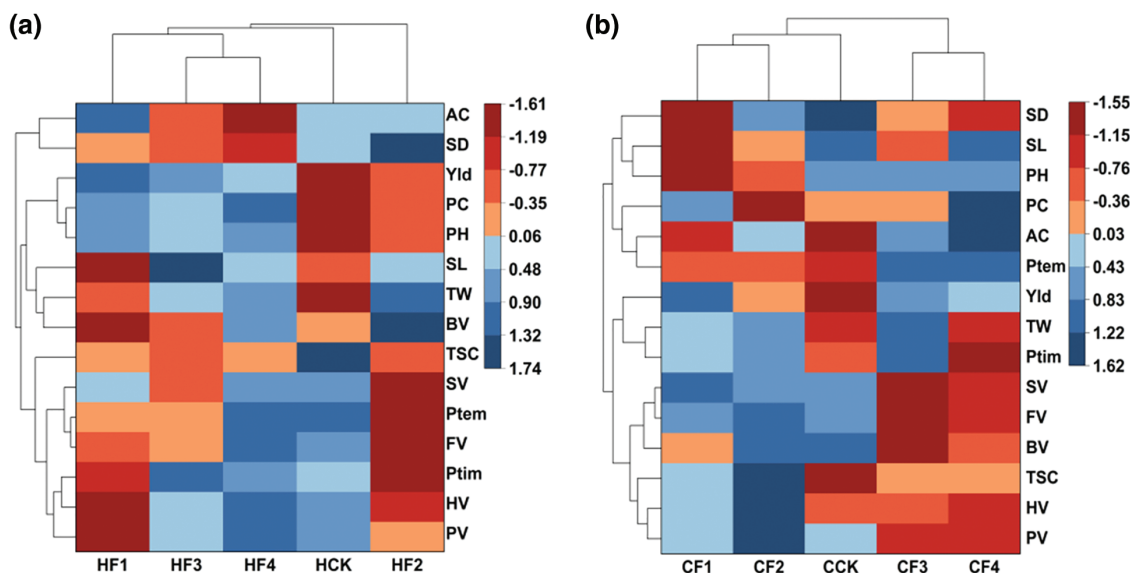 (a)
AC
SD
Yld
PC
PH
SL
TW
BV
TSC
SV
Ptem
FV
Ptim
HV
PV
HF1 HF3 HF4 HCK HF2
-1.61
-1.19
-0.77
-0.35
0.06
0.48
0.90
1.32
1.74
(b)
SD
SL
PH
PC
AC
Ptem
Yld
TW
Ptim
SV
FV
BV
TSC
HV
PV
CF1 CF2 CCK CF3 CF4
-1.55
-1.15
-0.76
-0.36
0.03
0.43
0.83
1.22
1.62